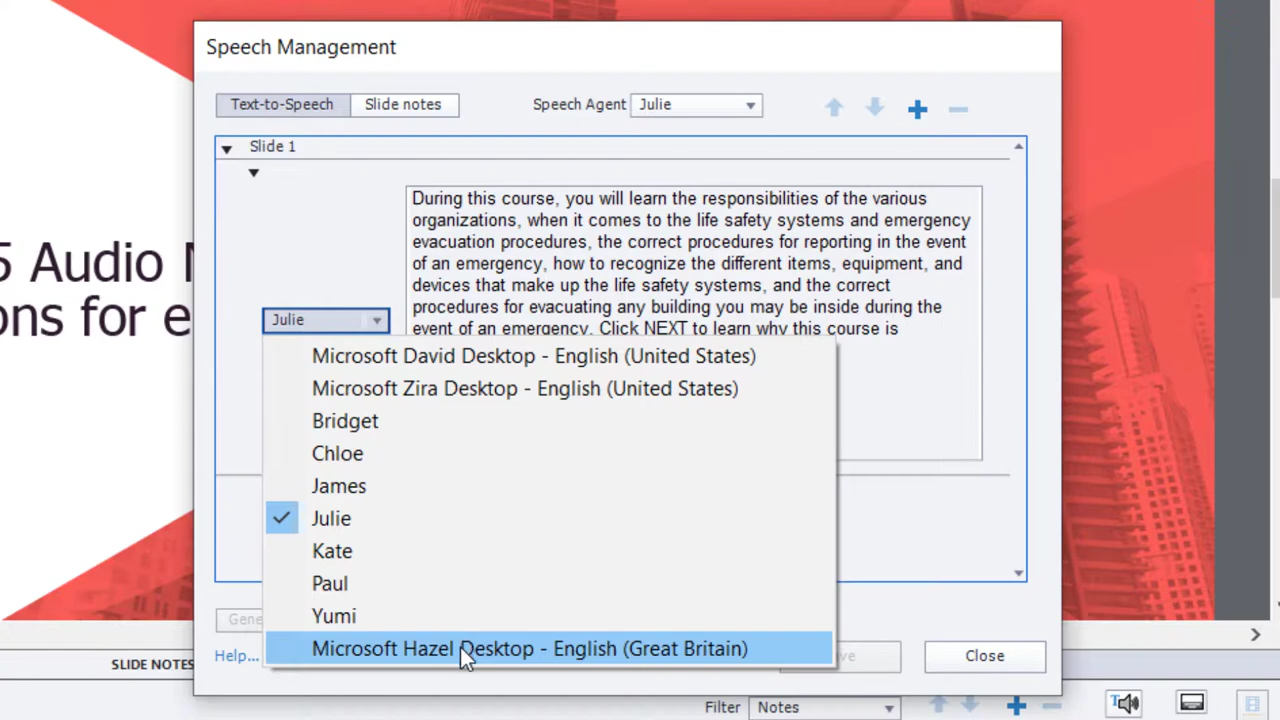 Speech Management
Text-to-Speech
Slide notes
Speech Agent
Julie
Slide 1
During this course, you will learn the responsibilities of the various
organizations, when it comes to the life safety systems and emergency
evacuation procedures, the correct procedures for reporting in the event
of an emergency, how to recognize the different items, equipment, and
devices that make up the life safety systems, and the correct
procedures for evacuating any building you may be inside during the
event of an emergency. Click NEXT to learn why this course is
5 Audio
ons for e
Julie
Microsoft David Desktop - English (United States)
Microsoft Zira Desktop - English (United States)
Bridget
Chloe
James
Julie
Kate
Paul
Yumi
Microsoft Hazel Desktop - English (Great Britain)
Help...
Close
SLIDE NOTES
Filter
Notes